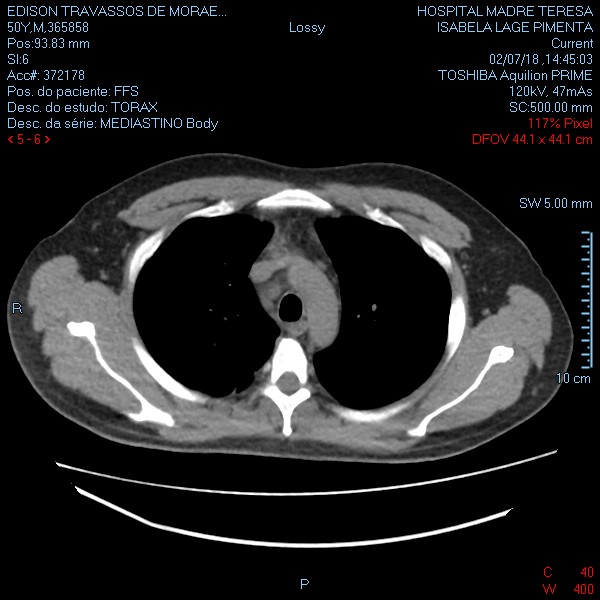 EDISON TRAVASSOS DE MORAE...
50Y,M,365858
Pos:93.83 mm
SI:6
Acc#: 372178
Pos. do paciente: FFS
Desc. do estudo: TORAX
Desc. da série: MEDIASTINO Body
< 5 - 6 >
Lossy
HOSPITAL MADRE TERESA
ISABELA LAGE PIMENTA
Current
02/07/18 ,14:45:03
TOSHIBA Aquilion PRIME
120kV, 47mAs
SC:500.00 mm
117% Pixel
DFOV 44.1 x 44.1 cm
SW 5.00 mm
R
10 cm
P
C 40
W 400